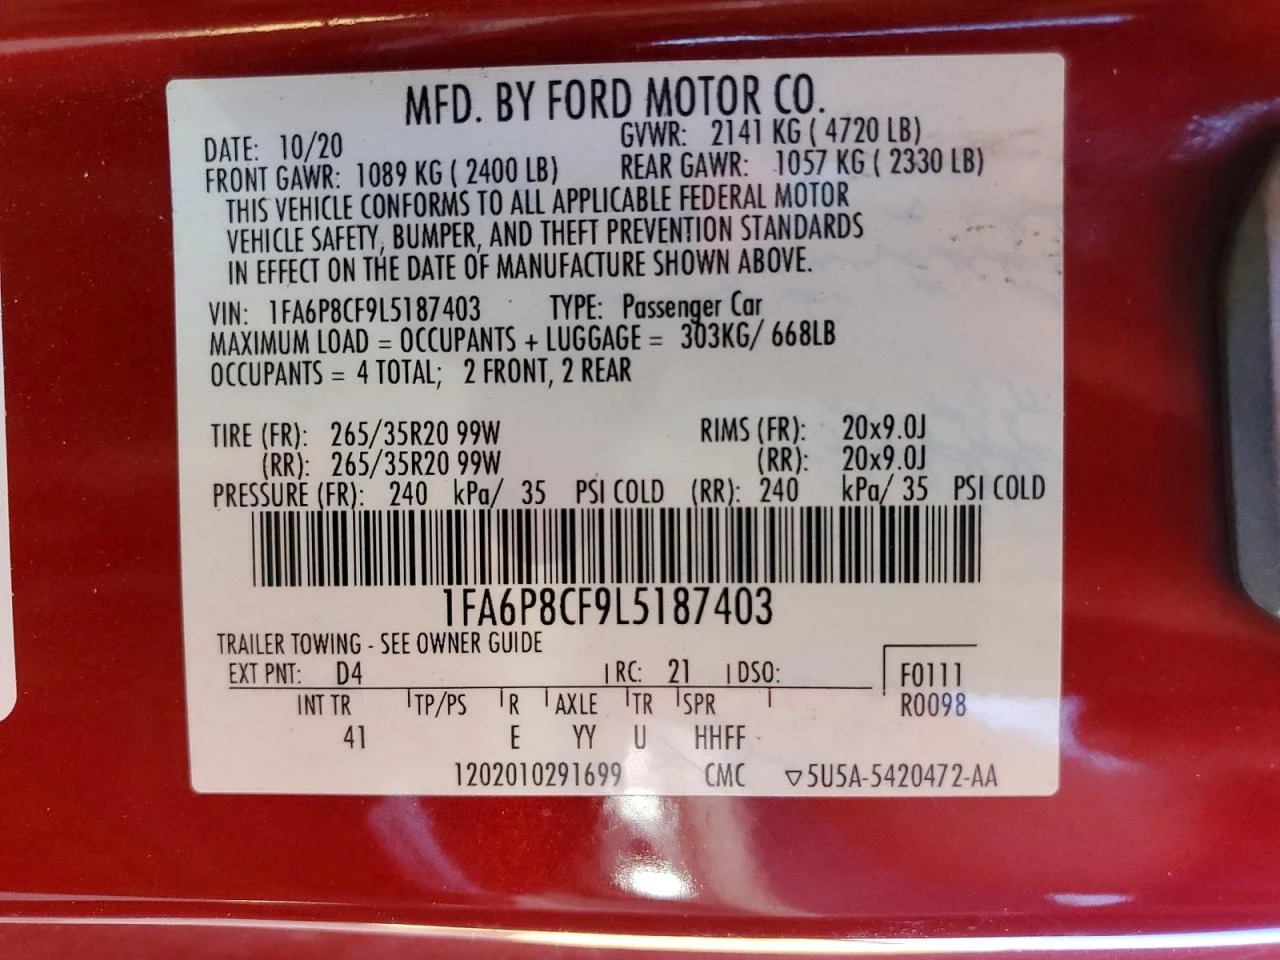 MFD. BY FORD MOTOR CO.
DATE: 10/20 GVWR: 2141 KG ( 4720 LB)
FRONT GAWR: 1089 KG ( 2400 LB) REAR GAWR: 1057 KG ( 2330 LB)
THIS VEHICLE CONFORMS TO ALL APPLICABLE FEDERAL MOTOR
VEHICLE SAFETY, BUMPER, AND THEFT PREVENTION STANDARDS
IN EFFECT ON THE DATE OF MANUFACTURE SHOWN ABOVE.
VIN: 1FA6P8CF9L5187403 TYPE: Passenger Car
MAXIMUM LOAD = OCCUPANTS + LUGGAGE = 303KG/ 668LB
OCCUPANTS = 4 TOTAL; 2 FRONT, 2 REAR
TIRE (FR): 265/35R20 99W RIMS (FR): 20x9.0J
(RR): 265/35R20 99W (RR): 20x9.0J
PRESSURE (FR): 240 kPa/ 35 PSI COLD (RR): 240 kPa/ 35 PSI COLD
1FA6P8CF9L5187403
TRAILER TOWING - SEE OWNER GUIDE
EXT PNT: D4 RC: 21 DSO: F0111
INT TR TP/PS R AXLE TR SPR R0098
41 E YY U HHFF
1202010291699 CMC ▽5U5A-5420472-AA